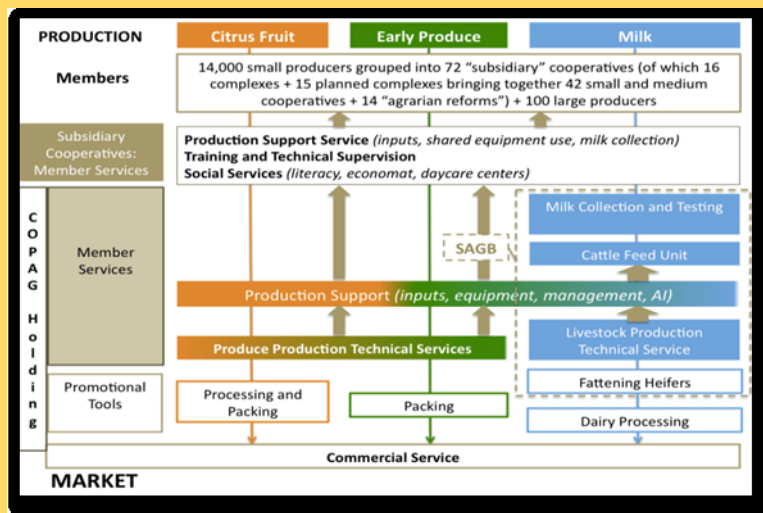 PRODUCTION
Citrus Fruit
Early Produce
Milk
Members
14,000 small producers grouped into 72 “subsidiary” cooperatives (of which 16
complexes + 15 planned complexes bringing together 42 small and medium
cooperatives + 14 “agrarian reforms”) + 100 large producers
Subsidiary
Cooperatives:
Member Services
Production Support Service (inputs, shared equipment use, milk collection)
Training and Technical Supervision
Social Services (literacy, economat, daycare centers)
COPAG Holding
Member
Services
Milk Collection and Testing
SAGB
Cattle Feed Unit
Production Support (inputs, equipment, management, AI)
Produce Production Technical Services
Livestock Production
Technical Service
Fattening Heifers
Promotional
Tools
Processing and
Packing
Packing
Dairy Processing
Commercial Service
MARKET